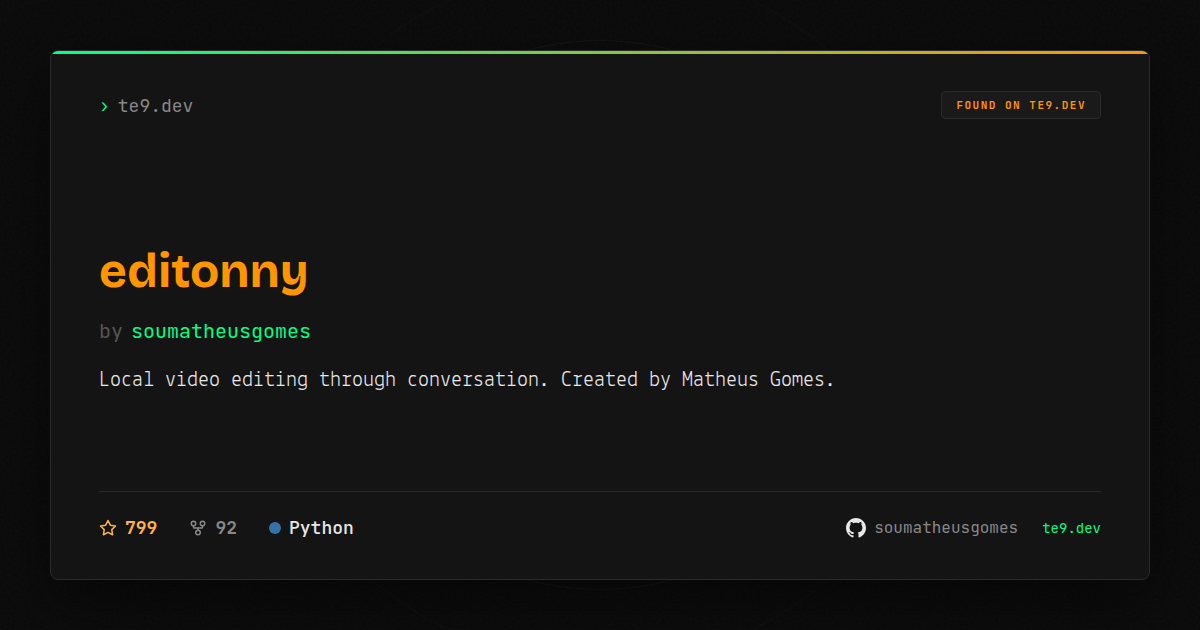 › te9.dev
FOUND ON TE9.DEV
editonny
by soumatheusgomes
Local video editing through conversation. Created by Matheus Gomes.
799 92 Python
soumatheusgomes te9.dev